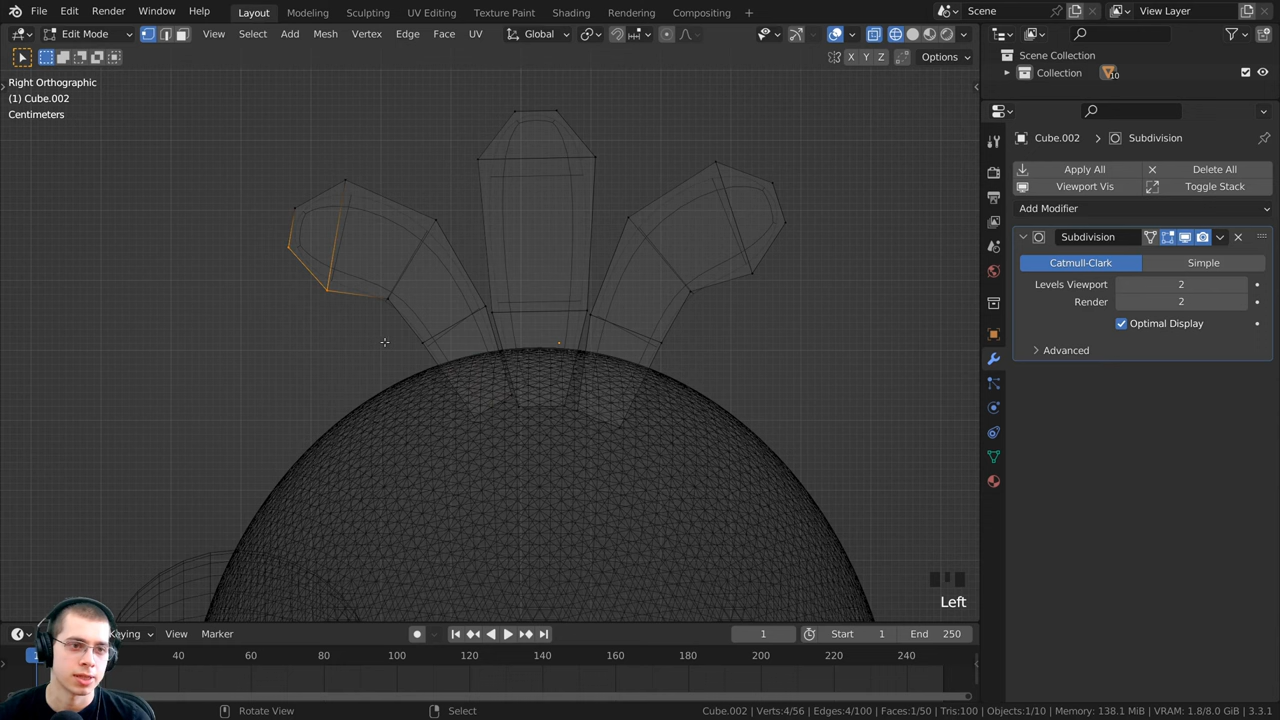 File Edit Render Window Help Layout Modeling Sculpting UV Editing Texture Paint Shading Rendering Compositing + Scene View Layer
Edit Mode View Select Add Mesh Vertex Edge Face UV Global
X Y Z Options
Right Orthographic
(1) Cube.002
Centimeters
Scene Collection
Collection 10
Cube.002 > Subdivision
Apply All Delete All
Viewport Vis Toggle Stack
Add Modifier
Subdivision
Catmull-Clark Simple
Levels Viewport 2
Render 2
Optimal Display
Advanced
Left
Keying View Marker 1 Start 1 End 250
40 60 80 100 120 140 160 180 200 220 240
Rotate View Select Cube.002 | Verts:4/56 | Edges:4/100 | Faces:1/50 | Tris:100 | Objects:1/10 | Memory: 138.1 MiB | VRAM: 1.8/8.0 GiB | 3.3.1